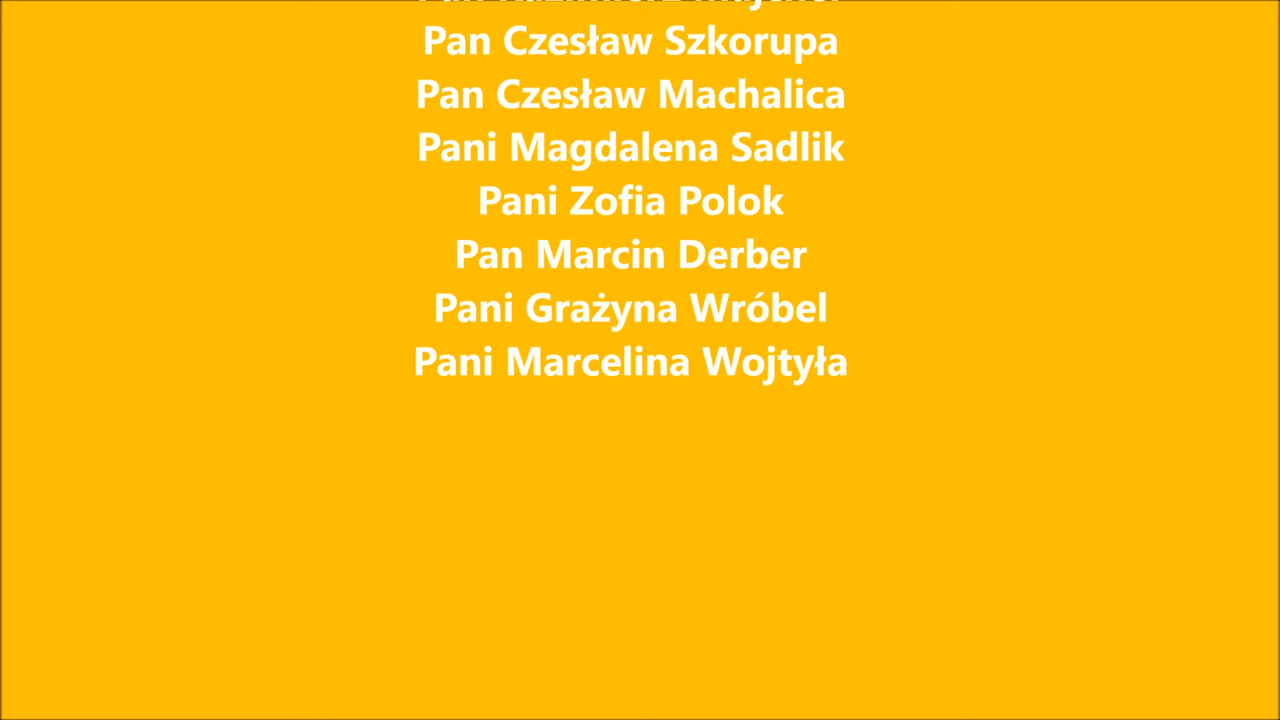 Pan Czesław Szkorupa
Pan Czesław Machalica
Pani Magdalena Sadlik
Pani Zofia Polok
Pan Marcin Derber
Pani Grażyna Wróbel
Pani Marcelina Wojtyła